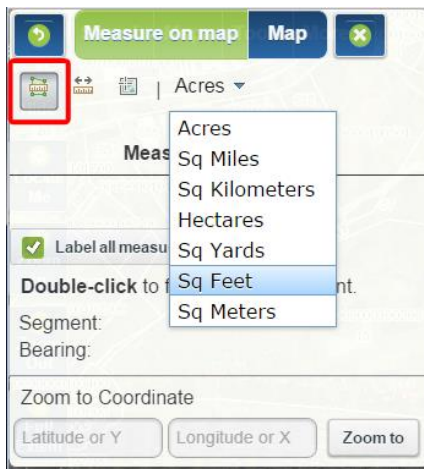 Measure on map Map
| Acres
Acres
Meas
Sq Miles
Sq Kilometers
Hectares
Label all measu
Sq Yards
Double-click to f
Sq Feet
nt.
Segment:
Sq Meters
Bearing:
Zoom to Coordinate
Latitude or Y Longitude or X Zoom to